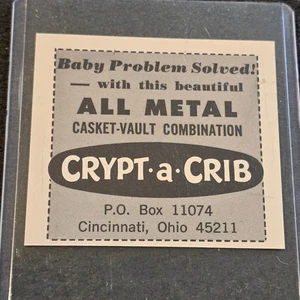 Baby Problem Solved!
— with this beautiful
ALL METAL
CASKET-VAULT COMBINATION
CRYPT·a·CRIB
P.O. Box 11074
Cincinnati, Ohio 45211